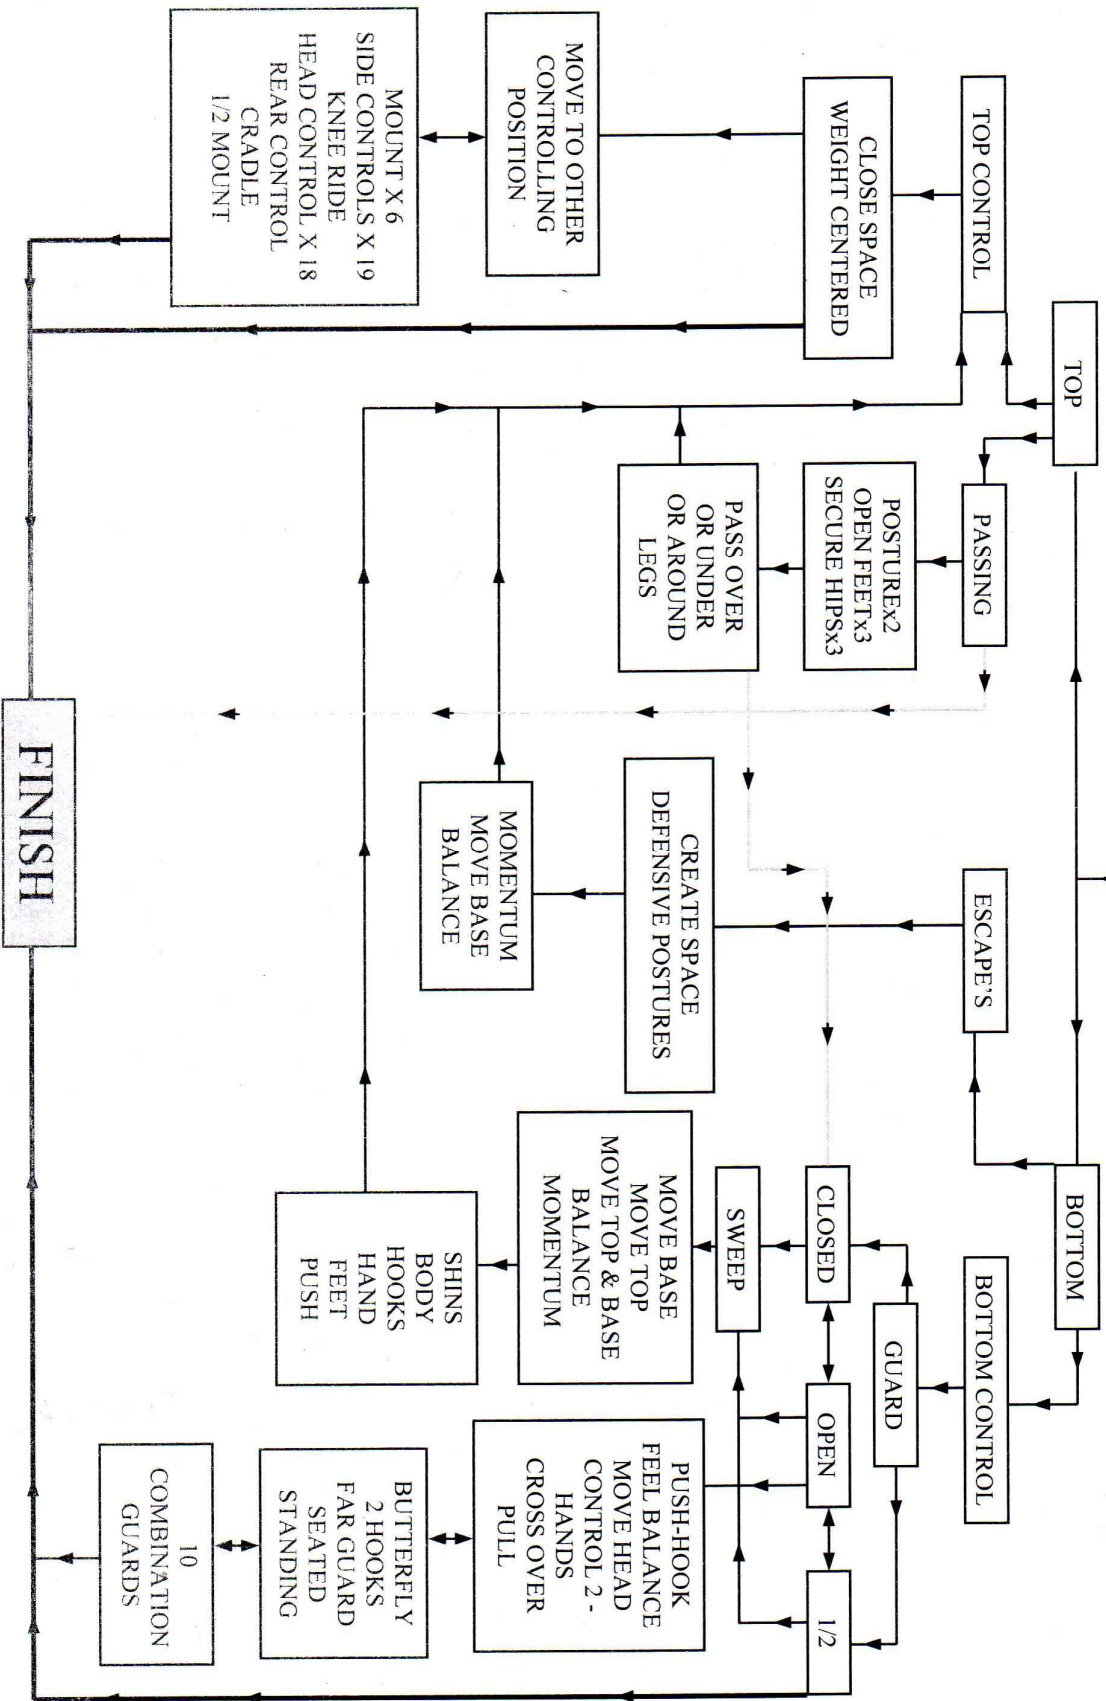 TOP
BOTTOM
TOP CONTROL
PASSING
ESCAPE'S
BOTTOM CONTROL
GUARD
CLOSE SPACE
WEIGHT CENTERED
POSTUREx2
OPEN FEETx3
SECURE HIPSx3
CLOSED
OPEN
1/2
SWEEP
MOVE TO OTHER
CONTROLLING
POSITION
PASS OVER
OR UNDER
OR AROUND
LEGS
CREATE SPACE
DEFENSIVE POSTURES
MOVE BASE
MOVE TOP
MOVE TOP & BASE
BALANCE
MOMENTUM
PUSH-HOOK
FEEL BALANCE
MOVE HEAD
CONTROL 2 -
HANDS
CROSS OVER
PULL
MOUNT X 6
SIDE CONTROLS X 19
KNEE RIDE
HEAD CONTROL X 18
REAR CONTROL
CRADLE
1/2 MOUNT
MOMENTUM
MOVE BASE
BALANCE
SHINS
BODY
HOOKS
HAND
FEET
PUSH
BUTTERFLY
2 HOOKS
FAR GUARD
SEATED
STANDING
10
COMBINATION
GUARDS
FINISH